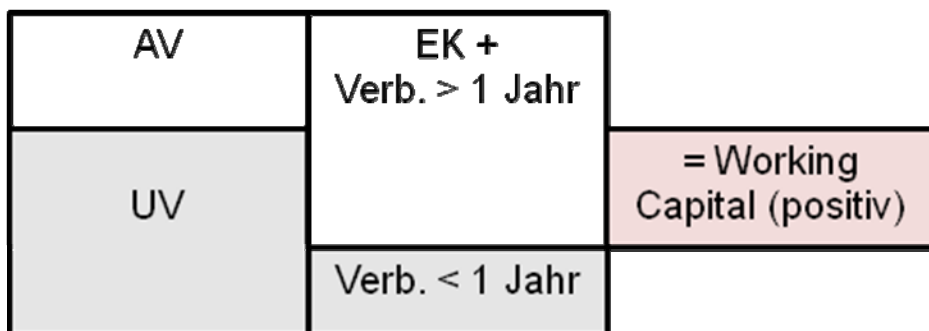 AV
EK +
Verb. > 1 Jahr
= Working
Capital (positiv)
UV
Verb. < 1 Jahr